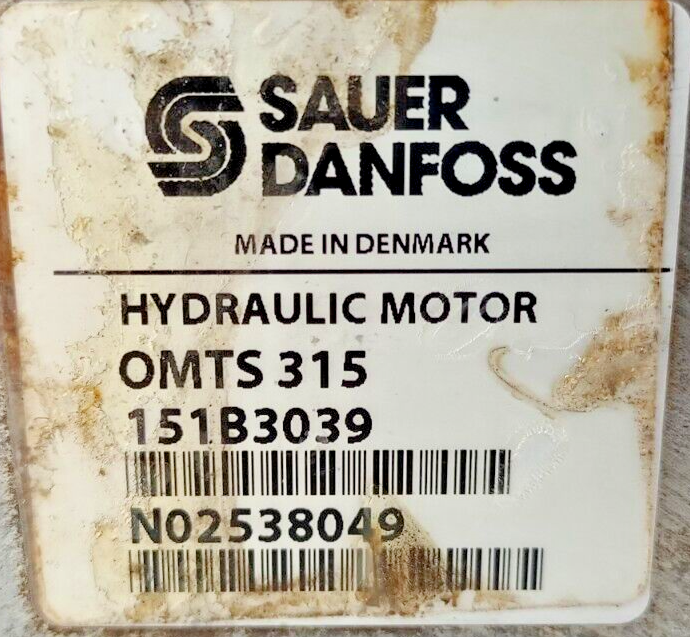 SAUER
DANFOSS
MADE IN DENMARK
HYDRAULIC MOTOR
OMTS 315
151B3039
N02538049